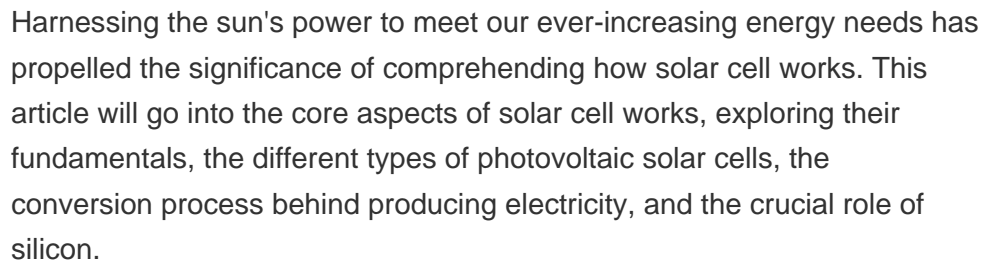 Harnessing the sun's power to meet our ever-increasing energy needs has
propelled the significance of comprehending how solar cell works. This
article will go into the core aspects of solar cell works, exploring their
fundamentals, the different types of photovoltaic solar cells, the
conversion process behind producing electricity, and the crucial role of
silicon.